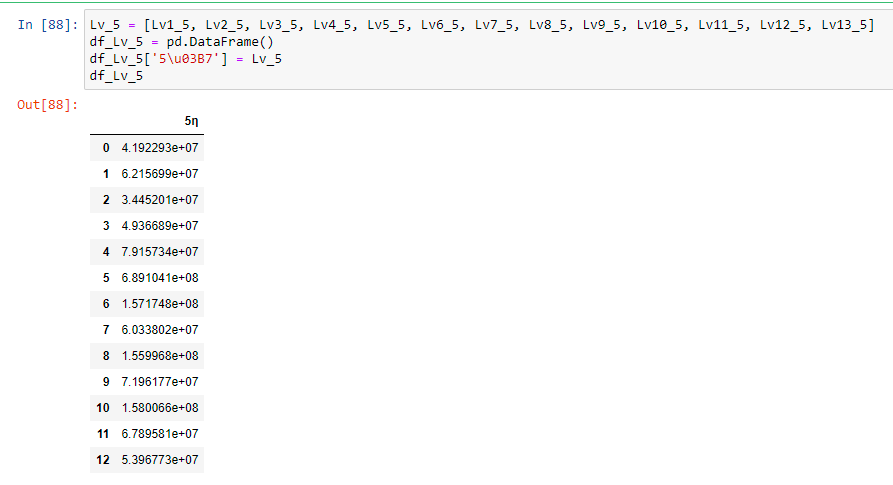 In [88]: Lv_5 = [Lv1_5, Lv2_5, Lv3_5, Lv4_5, Lv5_5, Lv6_5, Lv7_5, Lv8_5, Lv9_5, Lv10_5, Lv11_5, Lv12_5, Lv13_5]
df_Lv_5 = pd.DataFrame()
df_Lv_5['5\u03B7'] = Lv_5
df_Lv_5
Out[88]:
5η
0 4.192293e+07
1 6.215699e+07
2 3.445201e+07
3 4.936689e+07
4 7.915734e+07
5 6.891041e+08
6 1.571748e+08
7 6.033802e+07
8 1.559968e+08
9 7.196177e+07
10 1.580066e+08
11 6.789581e+07
12 5.396773e+07